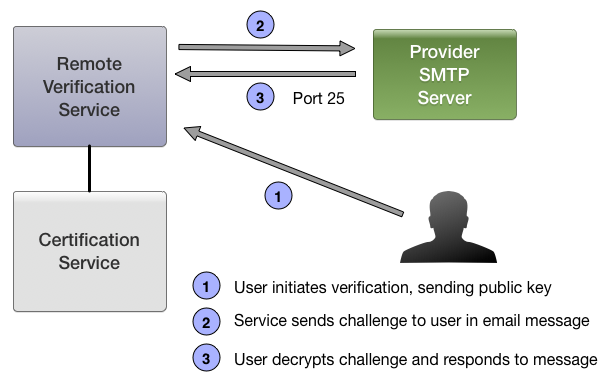 2
Remote
Verification
Service
Provider
SMTP
Server
3 Port 25
1
Certification
Service
1 User initiates verification, sending public key
2 Service sends challenge to user in email message
3 User decrypts challenge and responds to message